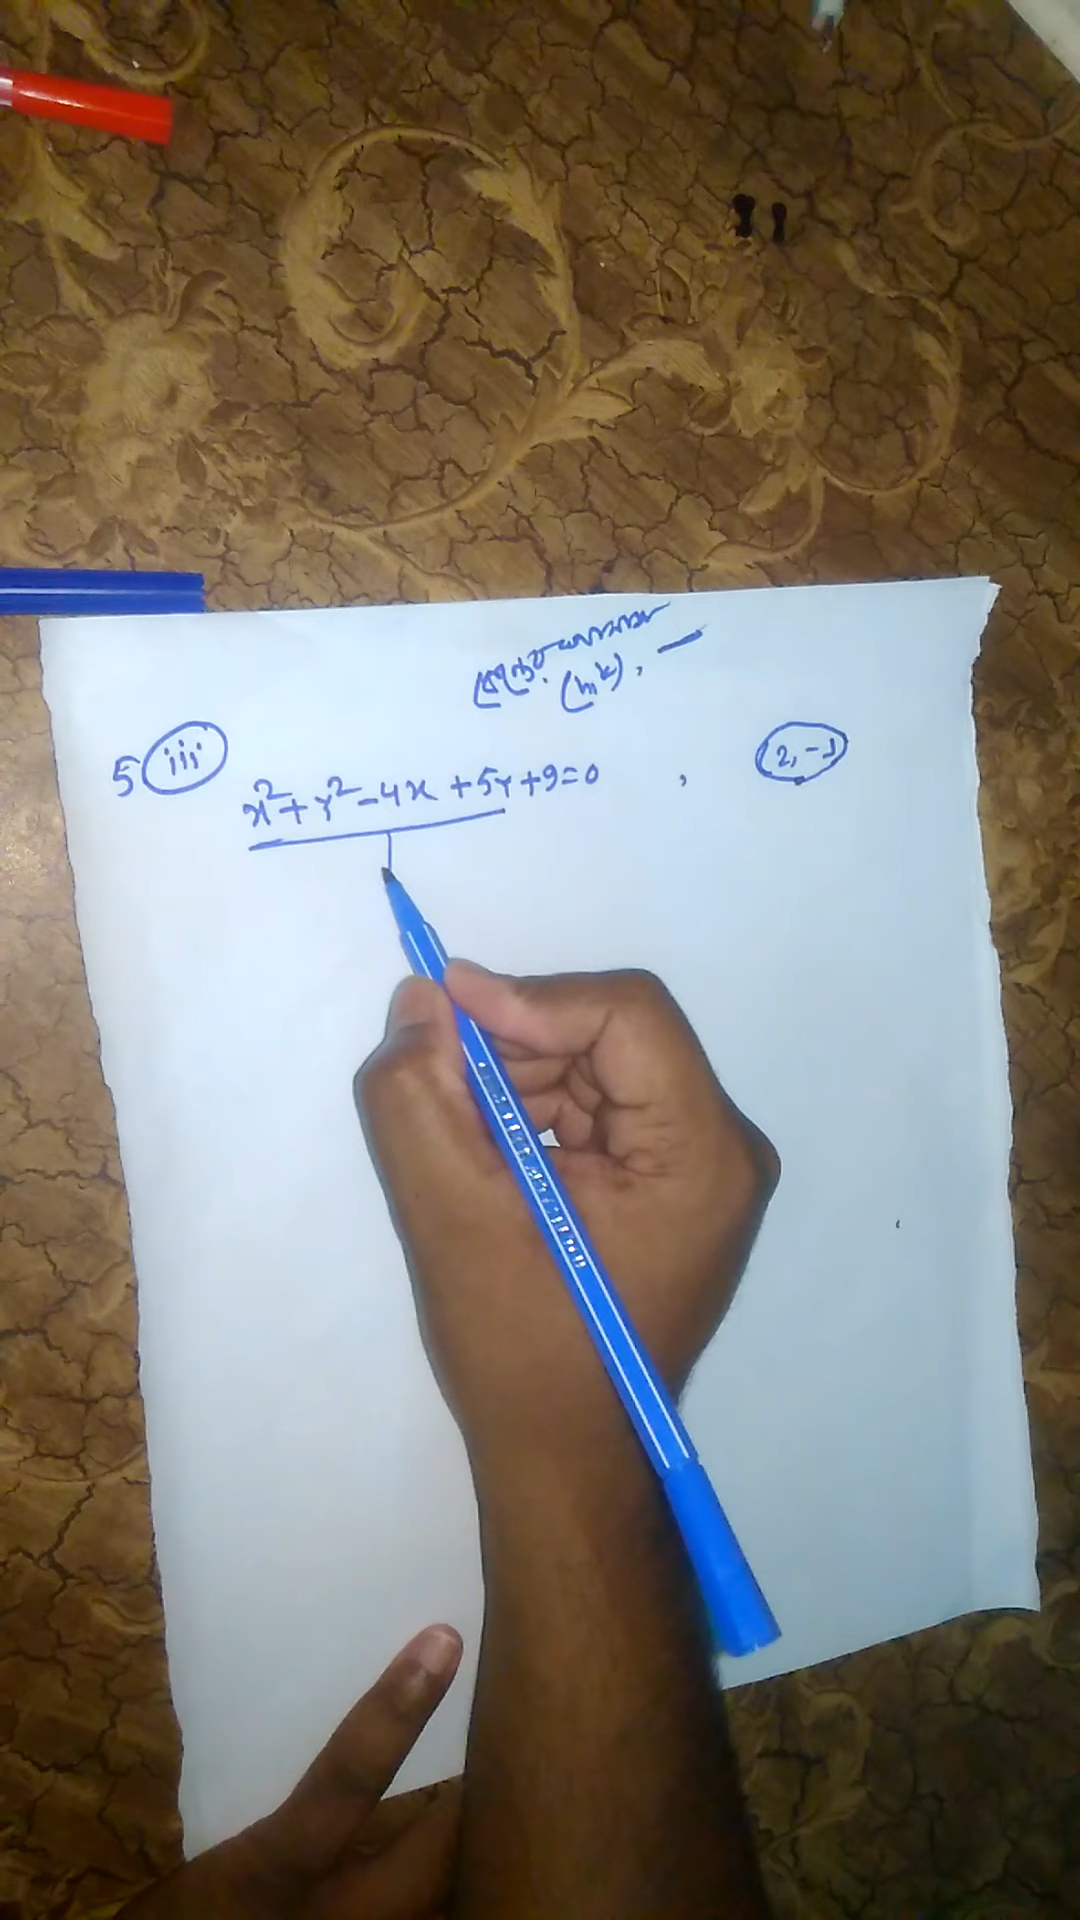 (h,k), —
5 (iii) x²+y²-4x+5y+9=0 , (2,-1)